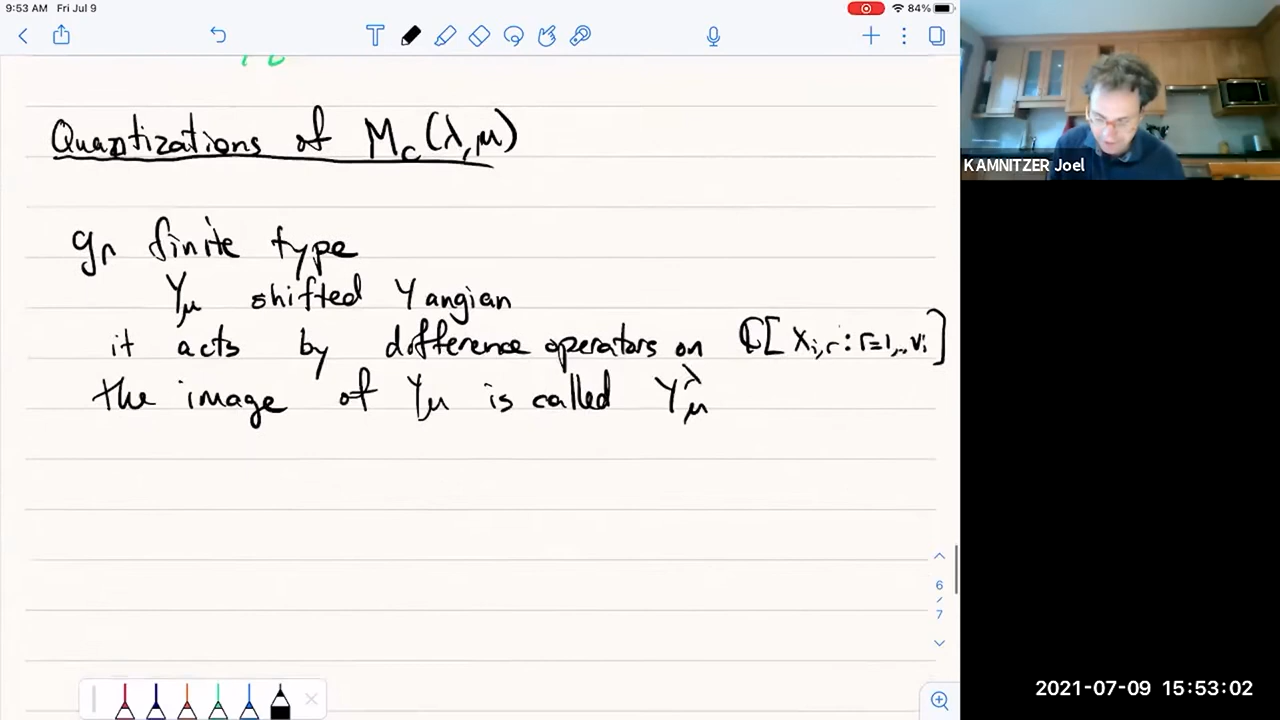 9:53 AM Fri Jul 9
84%
Quantizations of M_C(λ,μ)
KAMNITZER Joel
g_Γ finite type
Y_μ shifted Yangian
it acts by difference operators on ℂ[x_{i,r} : r=1,..v_i]
the image of Y_μ is called Y_μ^λ
6
/
7
2021-07-09 15:53:02